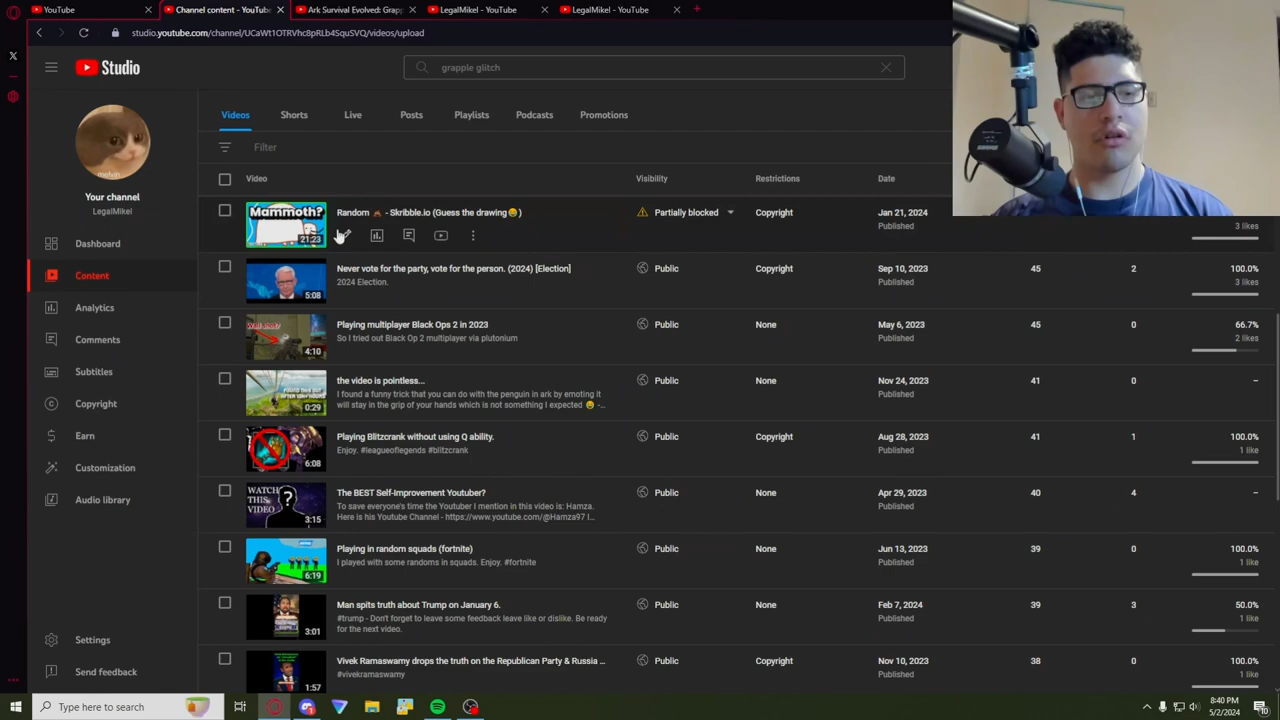 YouTube
Channel content - YouTube
Ark Survival Evolved: Grapp
LegalMikel - YouTube
LegalMikel - YouTube
studio.youtube.com/channel/UCaWt1OTRVhc8pRLb4SquSVQ/videos/upload
Studio
grapple glitch
Videos
Shorts
Live
Posts
Playlists
Podcasts
Promotions
Filter
Video
Visibility
Restrictions
Date
melvin
Your channel
LegalMikel
Dashboard
Content
Analytics
Comments
Subtitles
Copyright
Earn
Customization
Audio library
Settings
Send feedback
Mammoth?
21:23
Random 💩 - Skribble.io (Guess the drawing😄)
Partially blocked
Copyright
Jan 21, 2024
Published
3 likes
5:08
Never vote for the party, vote for the person. (2024) [Election]
2024 Election.
Public
Copyright
Sep 10, 2023
Published
45
2
100.0%
3 likes
Wall shot?
4:10
Playing multiplayer Black Ops 2 in 2023
So I tried out Black Op 2 multiplayer via plutonium
Public
None
May 6, 2023
Published
45
0
66.7%
2 likes
0:29
the video is pointless...
I found a funny trick that you can do with the penguin in ark by emoting it
will stay in the grip of your hands which is not something I expected 😄 -...
Public
None
Nov 24, 2023
Published
41
0
–
6:08
Playing Blitzcrank without using Q ability.
Enjoy. #leagueoflegends #blitzcrank
Public
Copyright
Aug 28, 2023
Published
41
1
100.0%
1 like
WATCH
THIS
VIDEO
?
3:15
The BEST Self-Improvement Youtuber?
To save everyone's time the Youtuber I mention in this video is: Hamza.
Here is his Youtube Channel - https://www.youtube.com/@Hamza97 I...
Public
None
Apr 29, 2023
Published
40
4
–
6:19
Playing in random squads (fortnite)
I played with some randoms in squads. Enjoy. #fortnite
Public
None
Jun 13, 2023
Published
39
0
100.0%
1 like
3:01
Man spits truth about Trump on January 6.
#trump - Don't forget to leave some feedback leave like or dislike. Be ready
for the next video.
Public
None
Feb 7, 2024
Published
39
3
50.0%
1 like
1:57
Vivek Ramaswamy drops the truth on the Republican Party & Russia ...
#vivekramaswamy
Public
Copyright
Nov 10, 2023
Published
38
0
100.0%
1 like
Type here to search
8:40 PM
5/2/2024
10